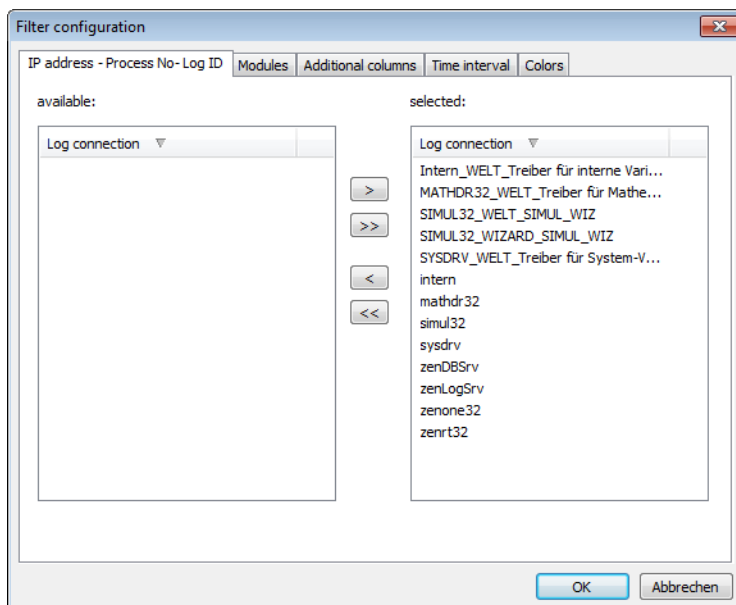 Filter configuration
IP address - Process No- Log ID
Modules
Additional columns
Time interval
Colors
available:
selected:
Log connection
Log connection
Intern_WELT_Treiber für interne Vari...
MATHDR32_WELT_Treiber für Mathe...
SIMUL32_WELT_SIMUL_WIZ
SIMUL32_WIZARD_SIMUL_WIZ
SYSDRV_WELT_Treiber für System-V...
intern
mathdr32
simul32
sysdrv
zenDBSrv
zenLogSrv
zenone32
zenrt32
>
>>
<
<<
OK
Abbrechen